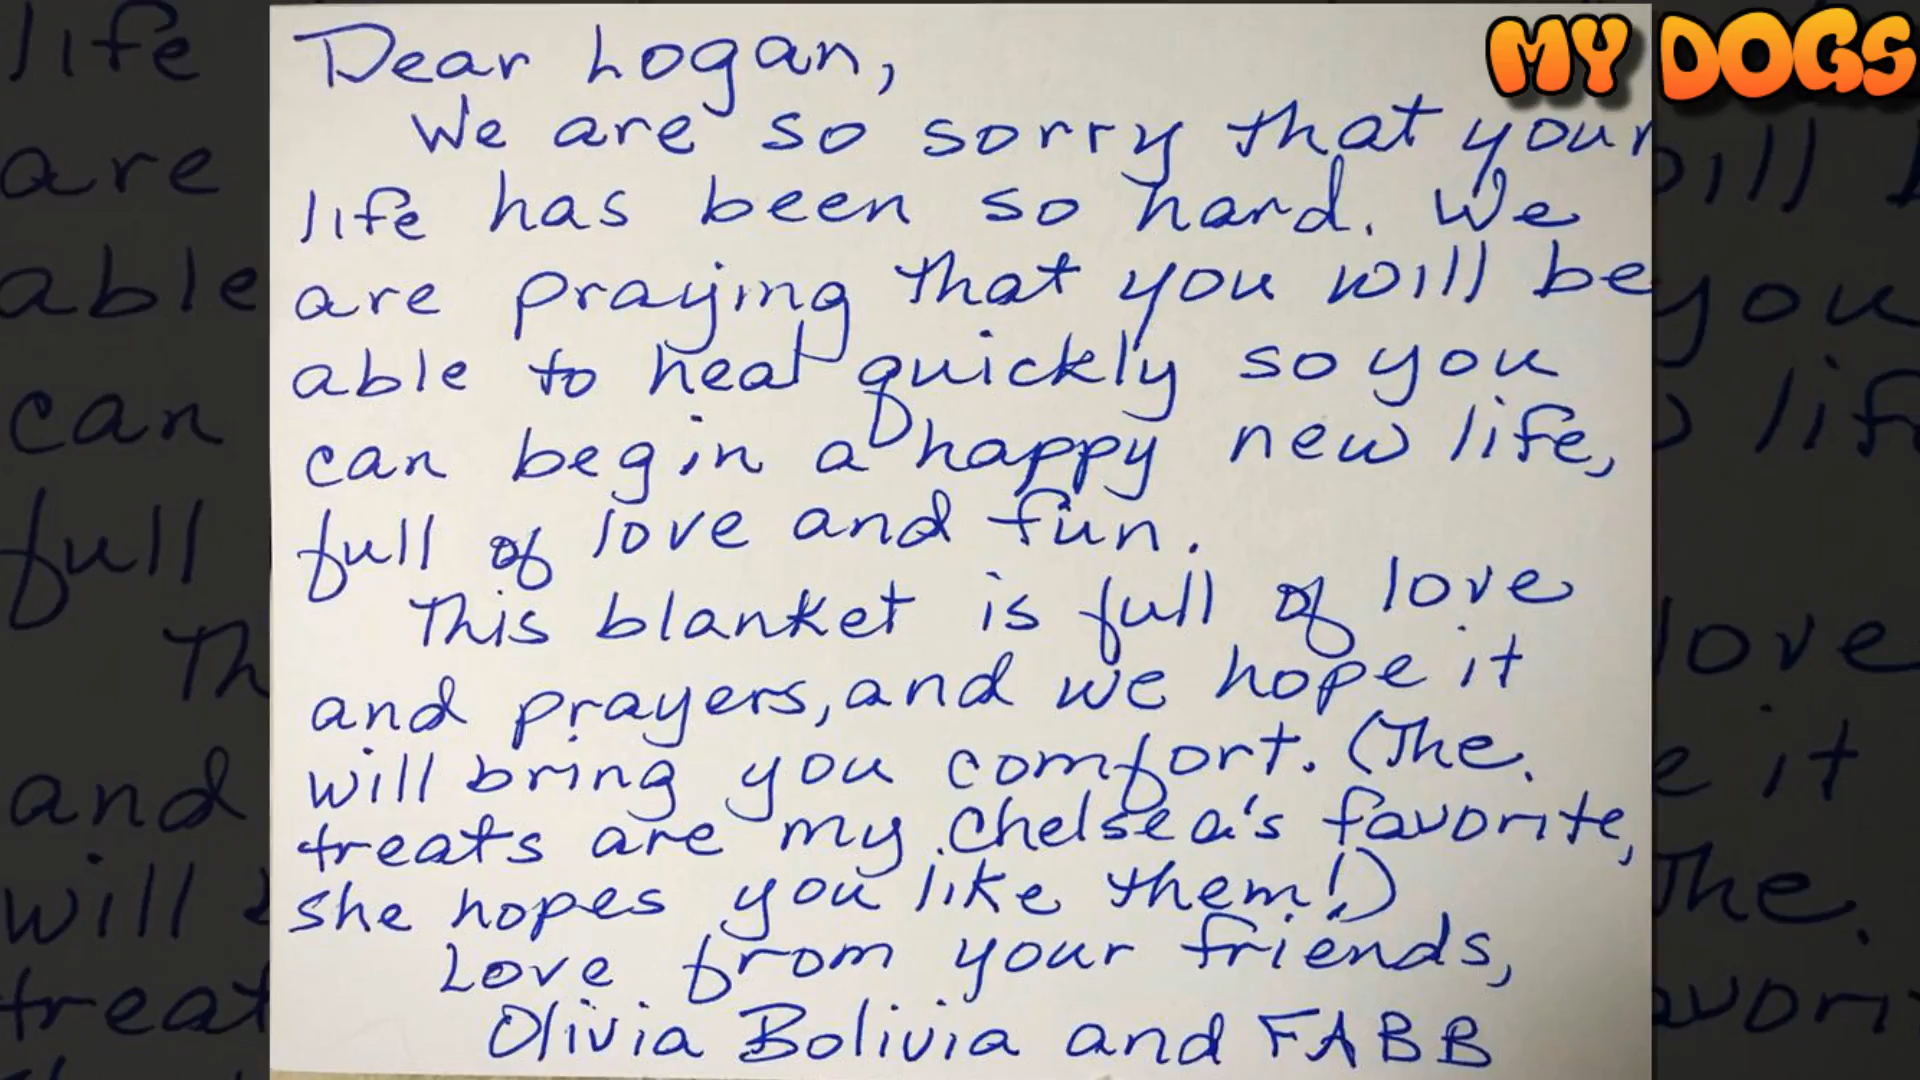 MY DOGS
Dear Logan,
We are so sorry that your
life has been so hard. We
are praying that you will be
able to heal quickly so you
can begin a happy new life,
full of love and fun.
This blanket is full of love
and prayers, and we hope it
will bring you comfort. (The
treats are my Chelsea's favorite,
she hopes you like them!)
Love from your friends,
Olivia Bolivia and FABB